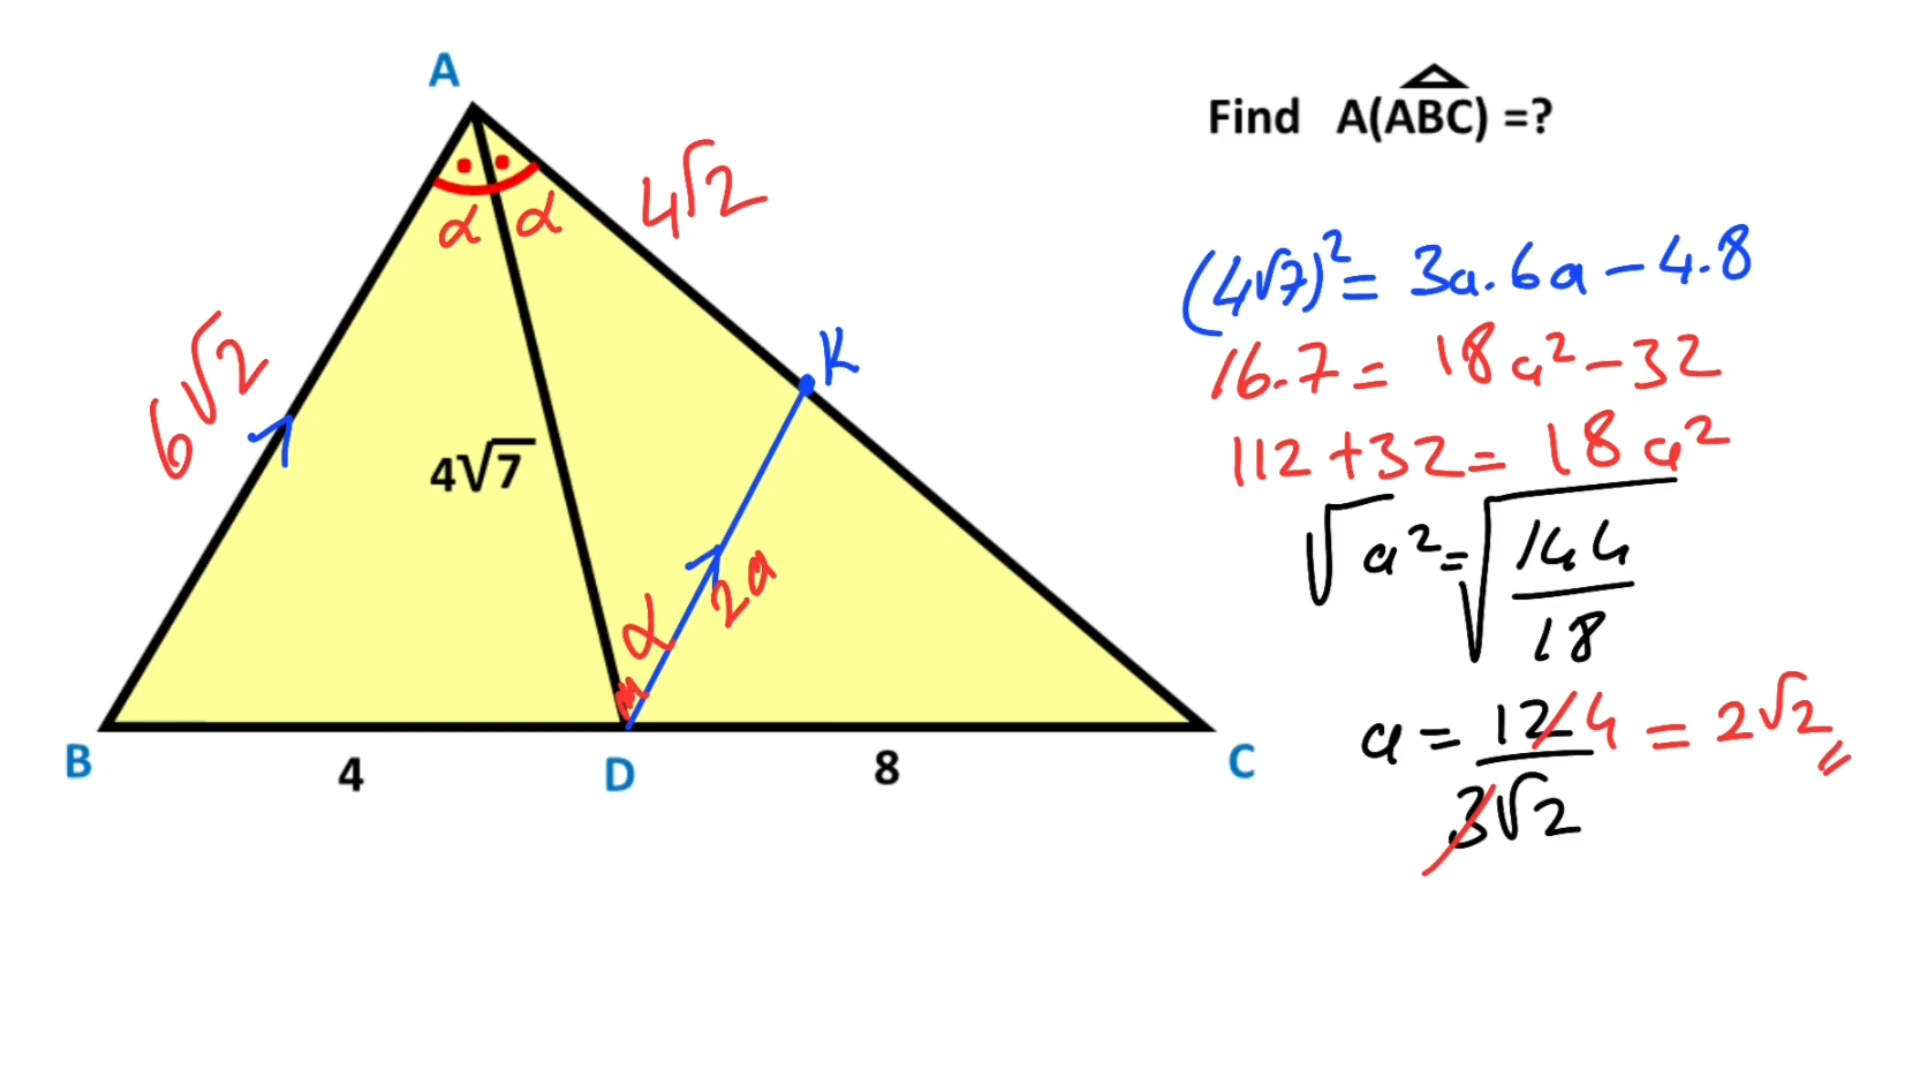 A
Find A(ABC) =?
α α
4√2
(4√7)² = 3a.6a - 4.8
K
16.7 = 18a² - 32
6√2
112 + 32 = 18a²
4√7
√a² = √144/18
2a
α
a = 12/3√2 4 = 2√2
B 4 D 8 C